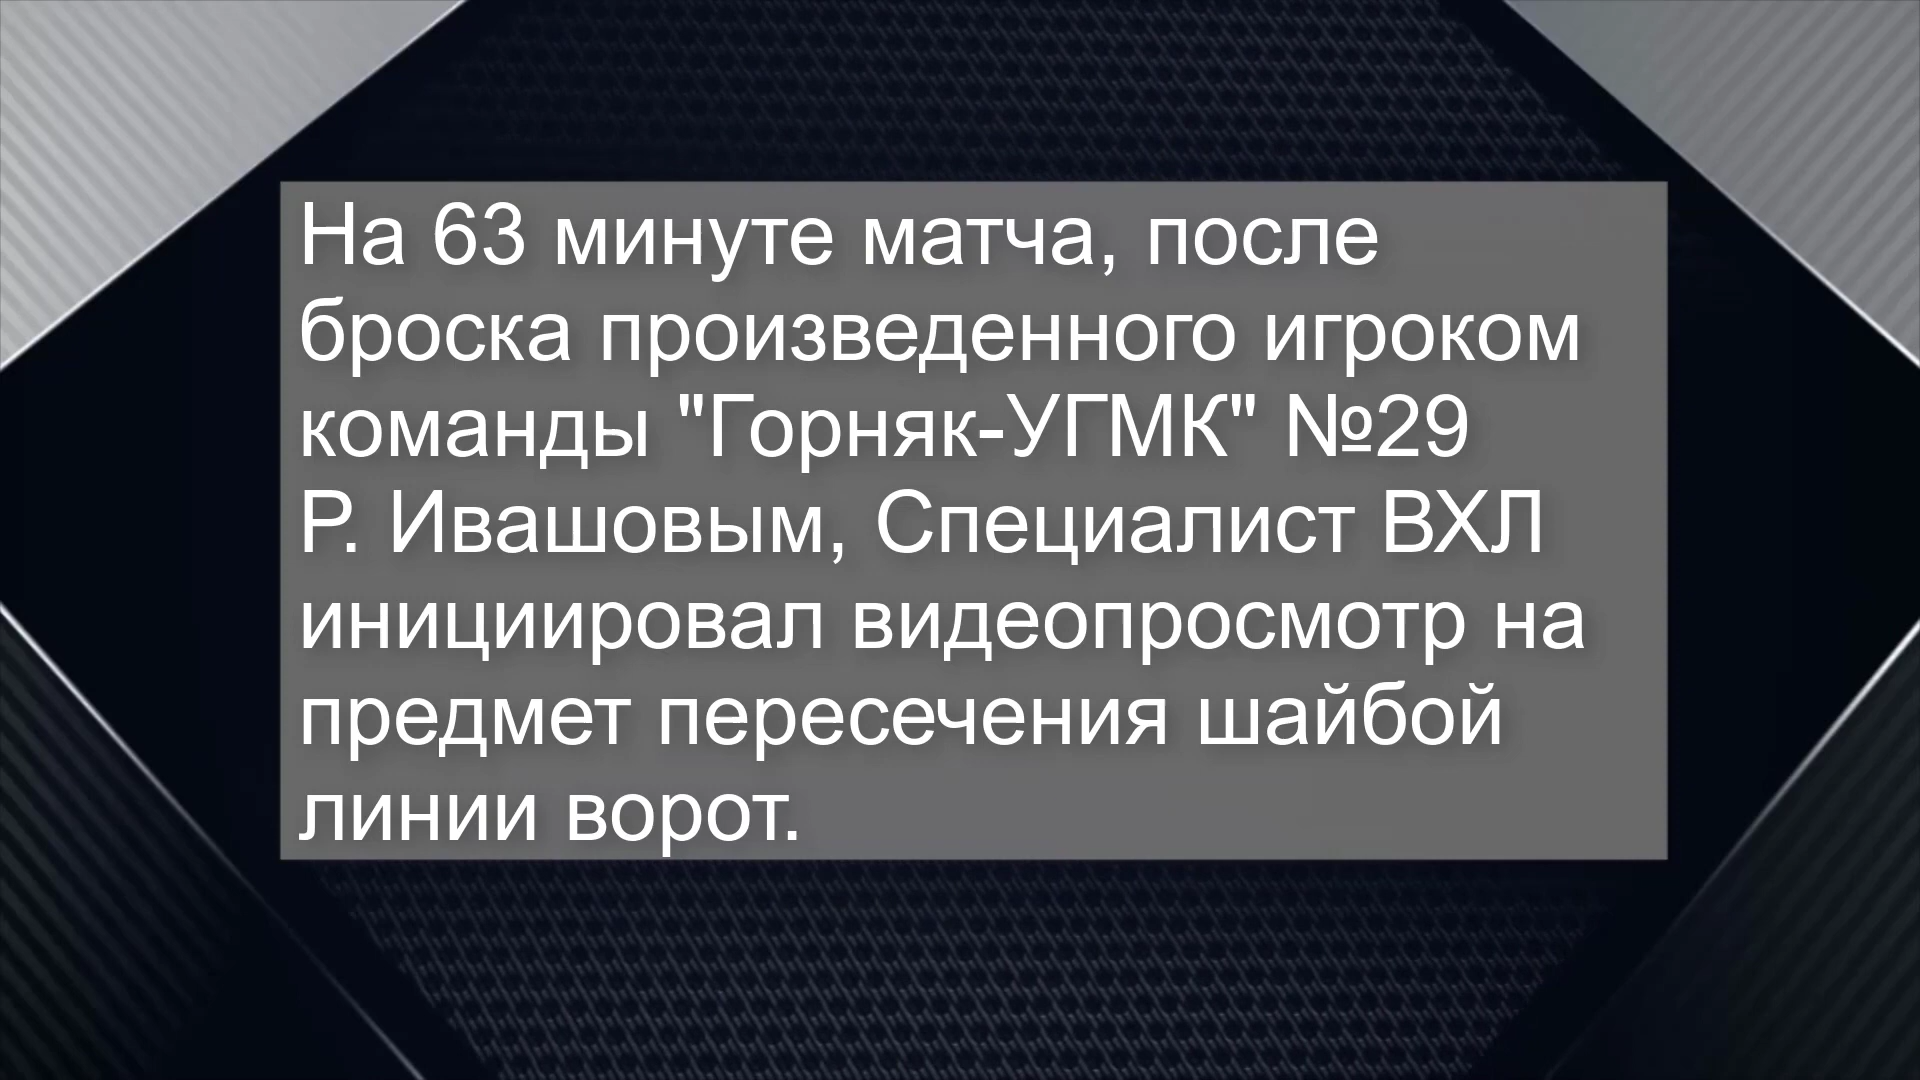 На 63 минуте матча, после
броска произведенного игроком
команды "Горняк-УГМК" №29
Р. Ивашовым, Специалист ВХЛ
инициировал видеопросмотр на
предмет пересечения шайбой
линии ворот.